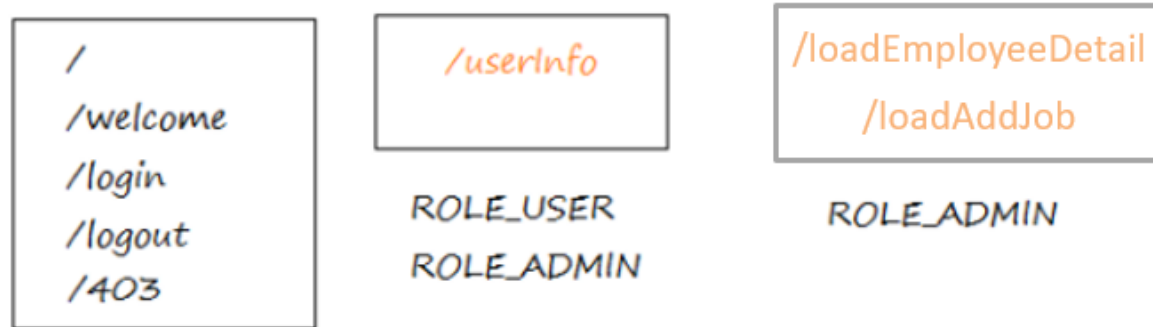 /
/welcome
/login
/logout
/403
/userInfo
ROLE_USER
ROLE_ADMIN
/loadEmployeeDetail
/loadAddJob
ROLE_ADMIN